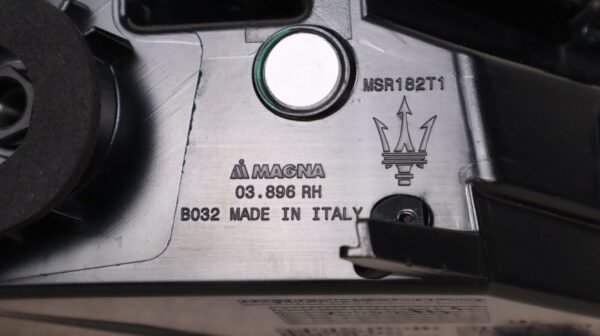 MSR182T1
MAGNA
03.896 RH
B032 MADE IN ITALY